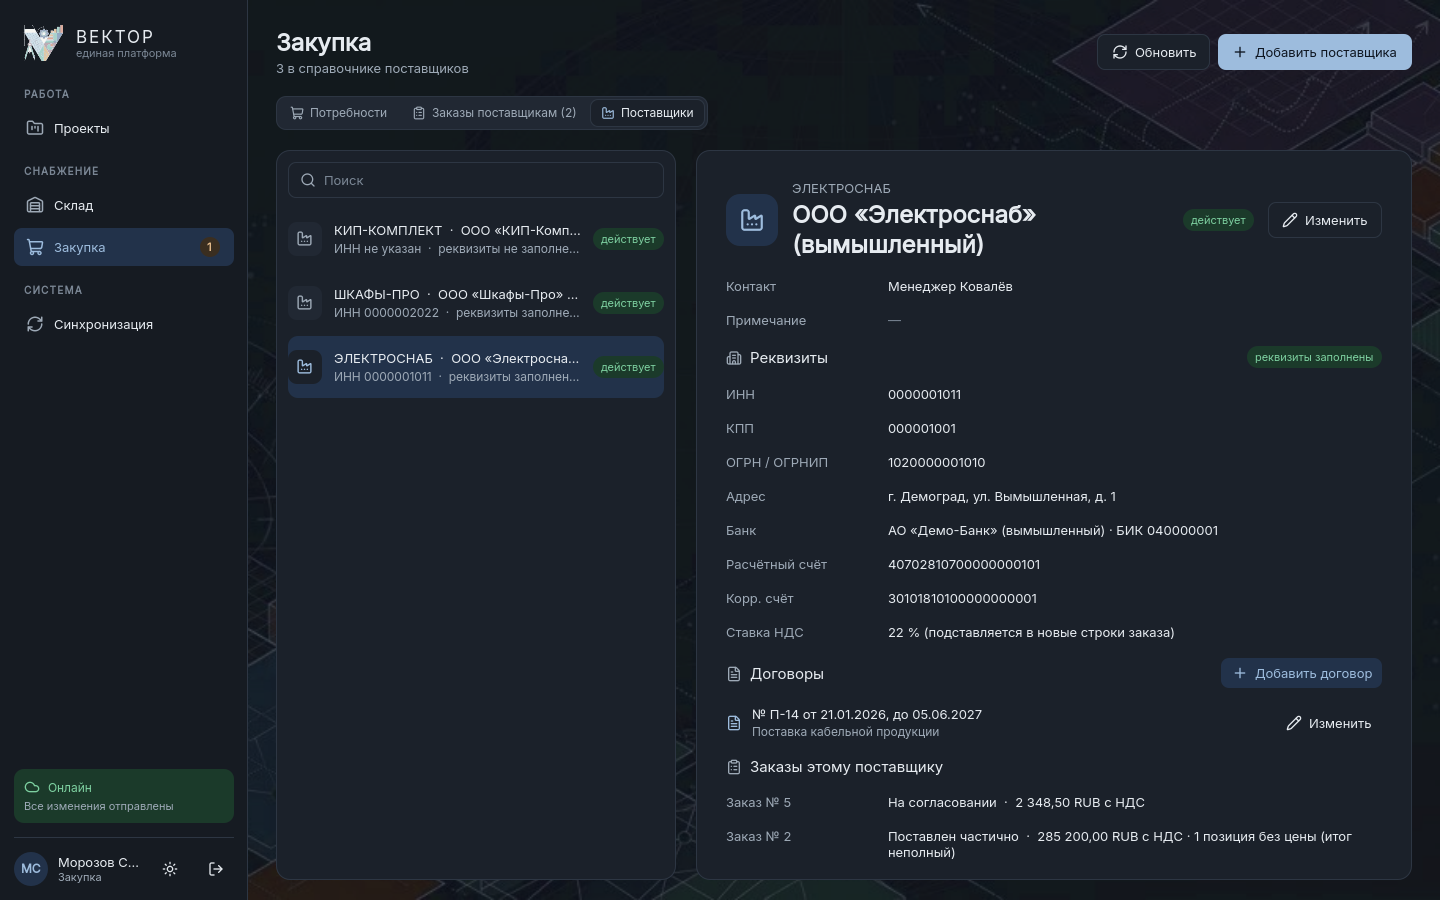 ВЕКТОР
единая платформа
РАБОТА
Проекты
СНАБЖЕНИЕ
Склад
Закупка 1
СИСТЕМА
Синхронизация
Онлайн
Все изменения отправлены
МС
Морозов С...
Закупка
Закупка
3 в справочнике поставщиков
Обновить
Добавить поставщика
Потребности
Заказы поставщикам (2)
Поставщики
Поиск
КИП-КОМПЛЕКТ · ООО «КИП-Комп...
ИНН не указан · реквизиты не заполне...
действует
ШКАФЫ-ПРО · ООО «Шкафы-Про» ...
ИНН 0000002022 · реквизиты заполне...
действует
ЭЛЕКТРОСНАБ · ООО «Электросна...
ИНН 0000001011 · реквизиты заполнен...
действует
ЭЛЕКТРОСНАБ
ООО «Электроснаб»
(вымышленный)
действует
Изменить
Контакт Менеджер Ковалёв
Примечание —
Реквизиты реквизиты заполнены
ИНН 0000001011
КПП 000001001
ОГРН / ОГРНИП 1020000001010
Адрес г. Демоград, ул. Вымышленная, д. 1
Банк АО «Демо-Банк» (вымышленный) · БИК 040000001
Расчётный счёт 40702810700000000101
Корр. счёт 30101810100000000001
Ставка НДС 22 % (подставляется в новые строки заказа)
Договоры Добавить договор
№ П-14 от 21.01.2026, до 05.06.2027
Поставка кабельной продукции
Изменить
Заказы этому поставщику
Заказ № 5 На согласовании · 2 348,50 RUB с НДС
Заказ № 2 Поставлен частично · 285 200,00 RUB с НДС · 1 позиция без цены (итог
неполный)